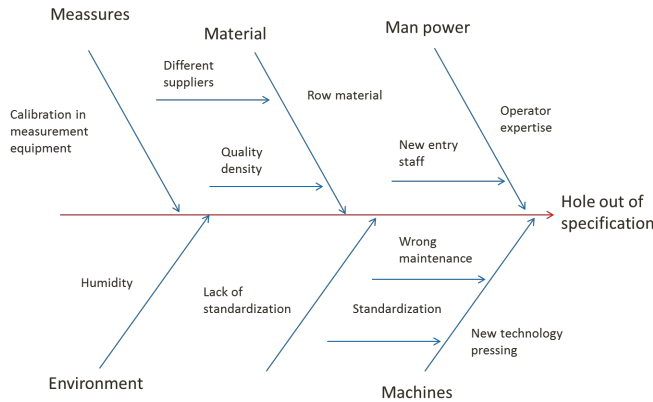 Meassures
Material
Man power
Different
suppliers
Row material
Calibration in
measurement
equipment
Operator
expertise
Quality
density
New entry
staff
Hole out of
specification
Wrong
maintenance
Humidity
Lack of
standardization
Standardization
New technology
pressing
Environment
Machines